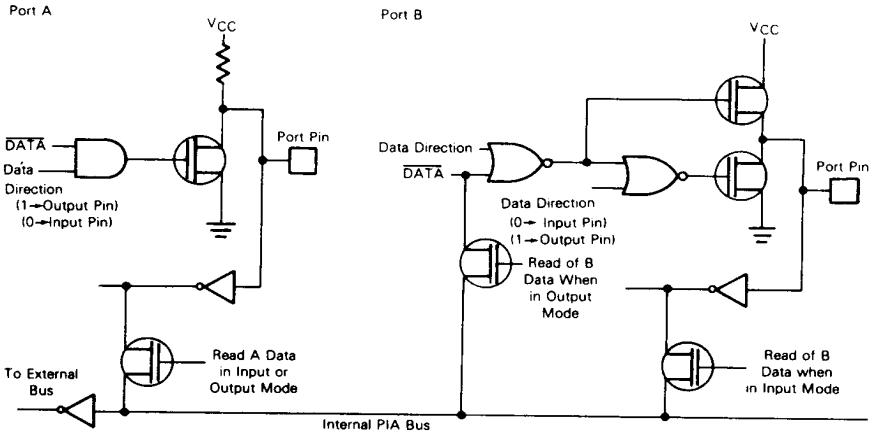 Port A
VCC
DATA
Data
Direction
(1→Output Pin)
(0→Input Pin)
Port Pin
Read A Data
in Input or
Output Mode
To External
Bus
Internal PIA Bus
Port B
VCC
Data Direction
DATA
Data Direction
(0→ Input Pin)
(1→Output Pin)
Read of B
Data When
in Output
Mode
Port Pin
Read of B
Data when
in Input Mode